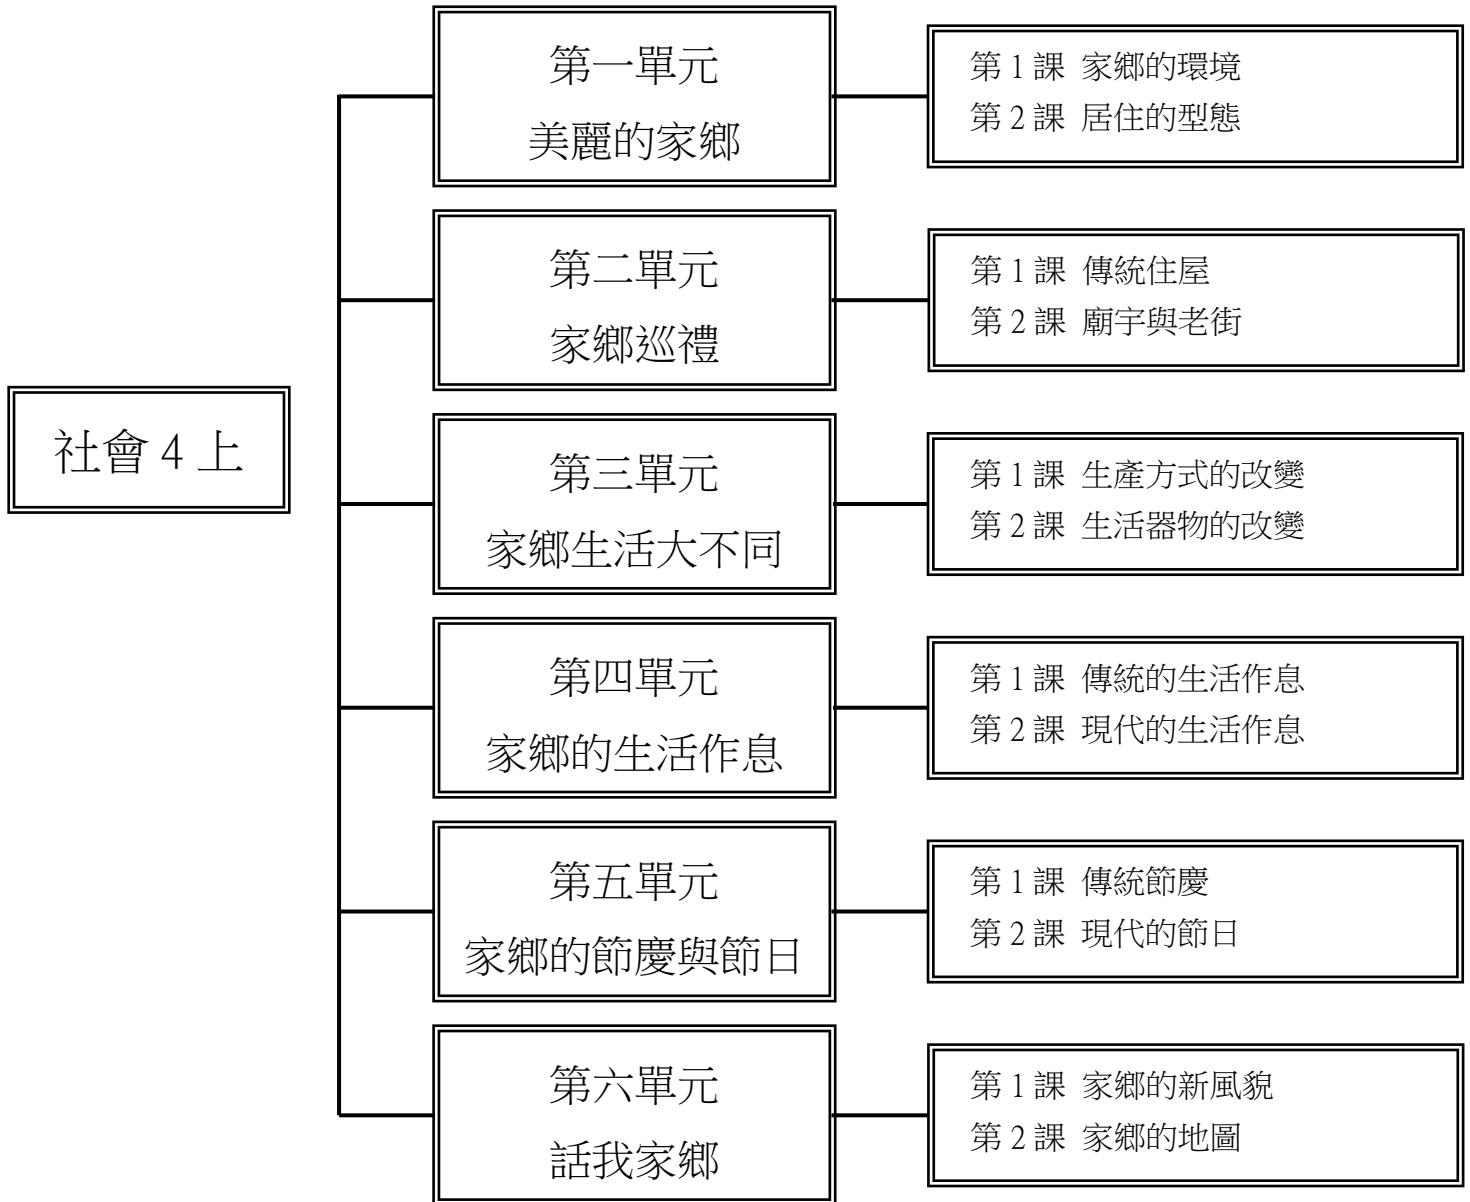 社會 4 上
第一單元
美麗的家鄉
第 1 課 家鄉的環境
第 2 課 居住的型態
第二單元
家鄉巡禮
第 1 課 傳統住屋
第 2 課 廟宇與老街
第三單元
家鄉生活大不同
第 1 課 生產方式的改變
第 2 課 生活器物的改變
第四單元
家鄉的生活作息
第 1 課 傳統的生活作息
第 2 課 現代的生活作息
第五單元
家鄉的節慶與節日
第 1 課 傳統節慶
第 2 課 現代的節日
第六單元
話我家鄉
第 1 課 家鄉的新風貌
第 2 課 家鄉的地圖